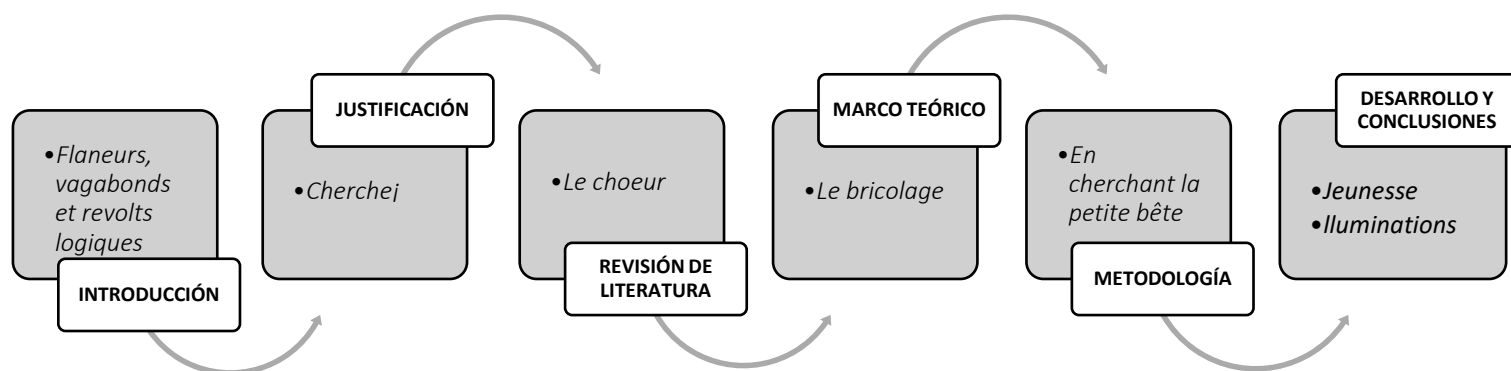 •Flaneurs,
vagabonds
et revolts
logiques
INTRODUCCIÓN
JUSTIFICACIÓN
•Cherche¡
•Le choeur
REVISIÓN DE
LITERATURA
MARCO TEÓRICO
•Le bricolage
•En
cherchant la
petite bête
METODOLOGÍA
DESARROLLO Y
CONCLUSIONES
•Jeunesse
•Iluminations